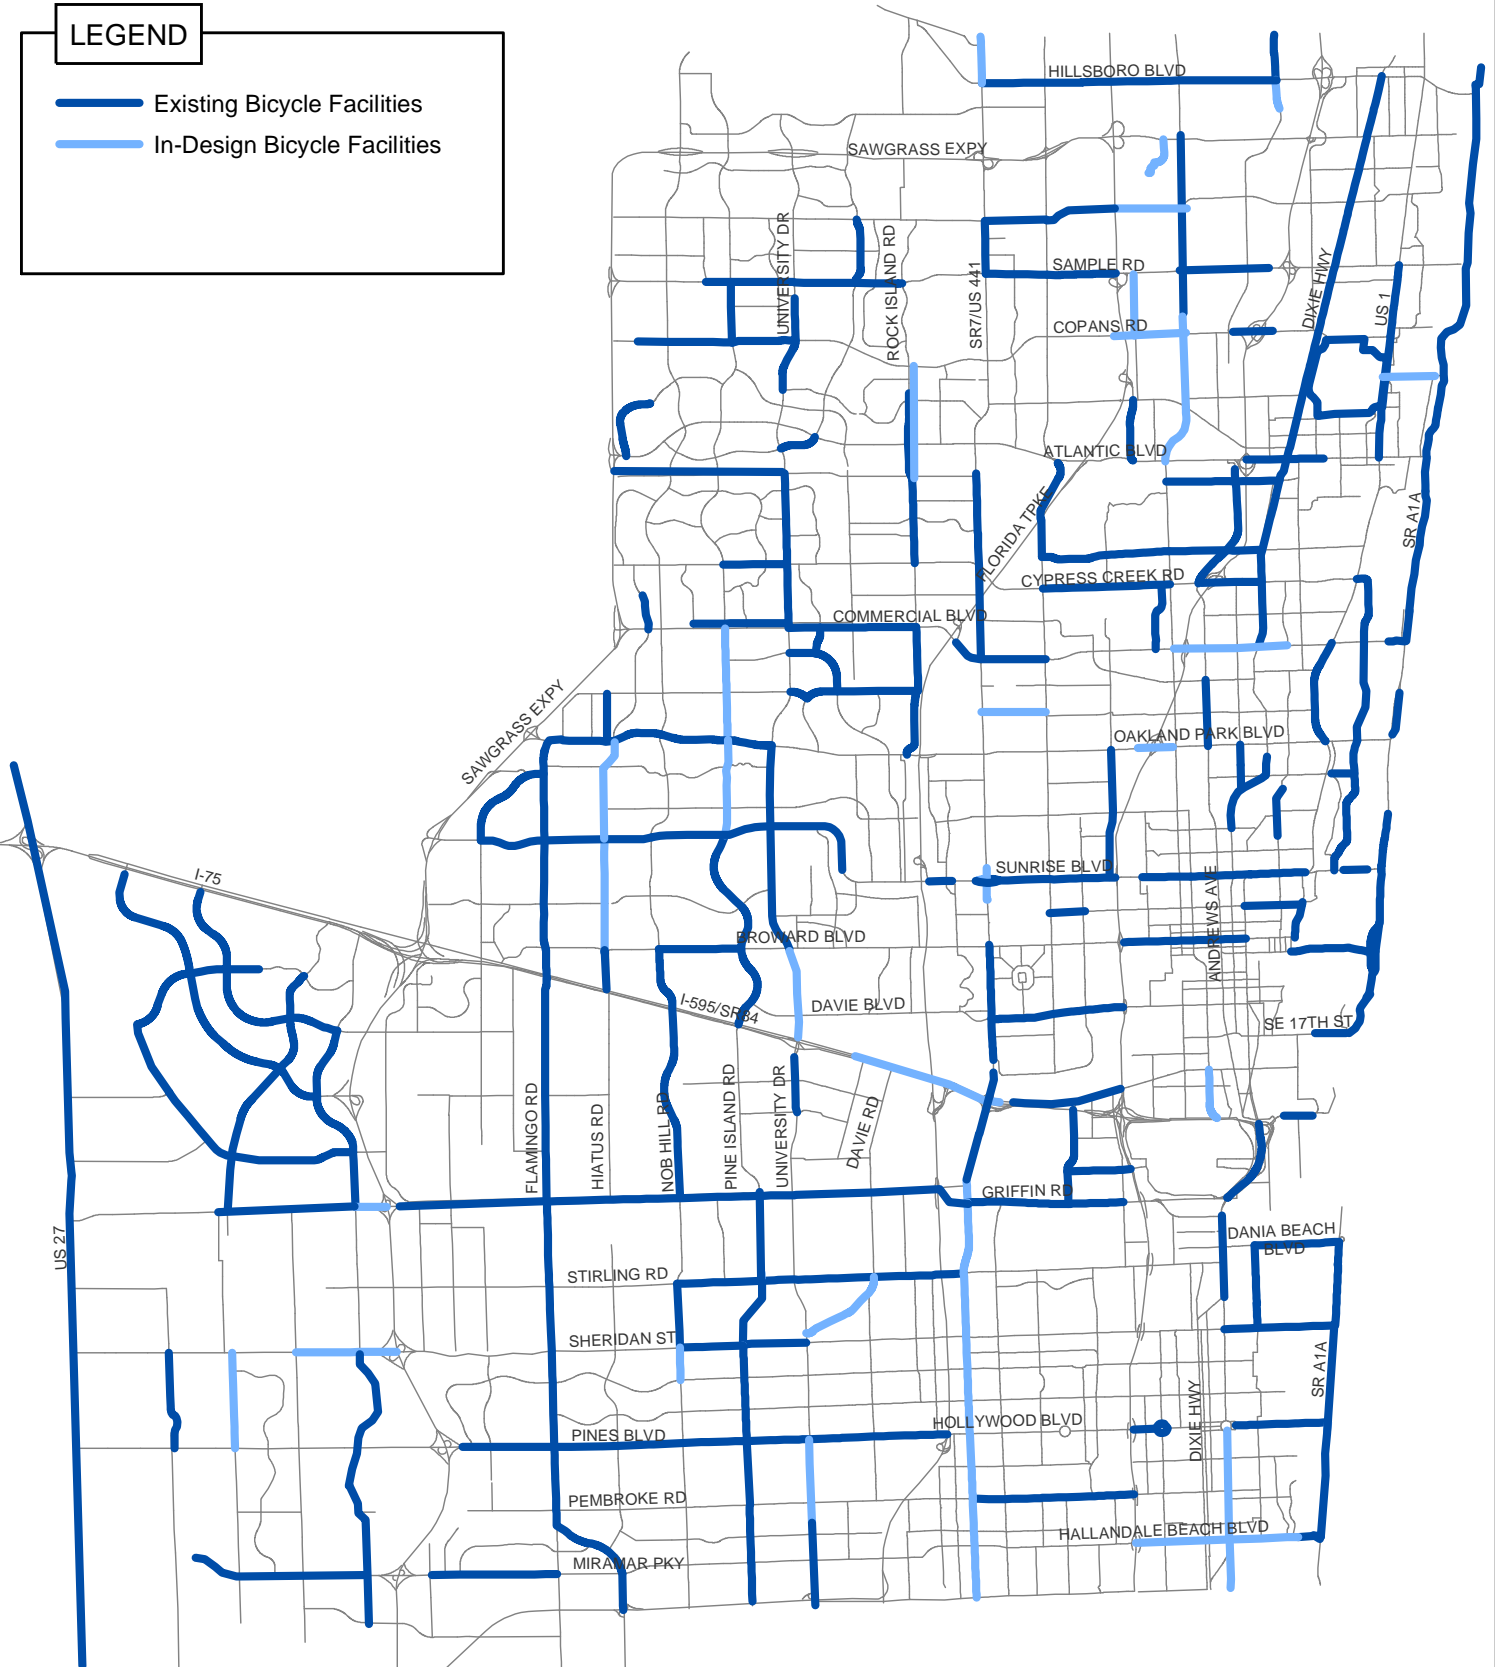 LEGEND
Existing Bicycle Facilities
In-Design Bicycle Facilities
HILLSBORO BLVD
SAWGRASS EXPY
UNIVERSITY DR
ROCK ISLAND RD
SR7/US 441
SAMPLE RD
DIXIE HWY
US 1
COPANS RD
ATLANTIC BLVD
FLORIDA TPKE
SR A1A
CYPRESS CREEK RD
COMMERCIAL BLVD
SAWGRASS EXPY
OAKLAND PARK BLVD
I-75
SUNRISE BLVD
ANDREWS AVE
BROWARD BLVD
I-595/SR84
DAVIE BLVD
SE 17TH ST
FLAMINGO RD
HIATUS RD
NOB HILL RD
PINE ISLAND RD
UNIVERSITY DR
DAVIE RD
GRIFFIN RD
US 27
DANIA BEACH
BLVD
STIRLING RD
SHERIDAN ST
SR A1A
DIXIE HWY
HOLLYWOOD BLVD
PINES BLVD
PEMBROKE RD
HALLANDALE BEACH BLVD
MIRAMAR PKY